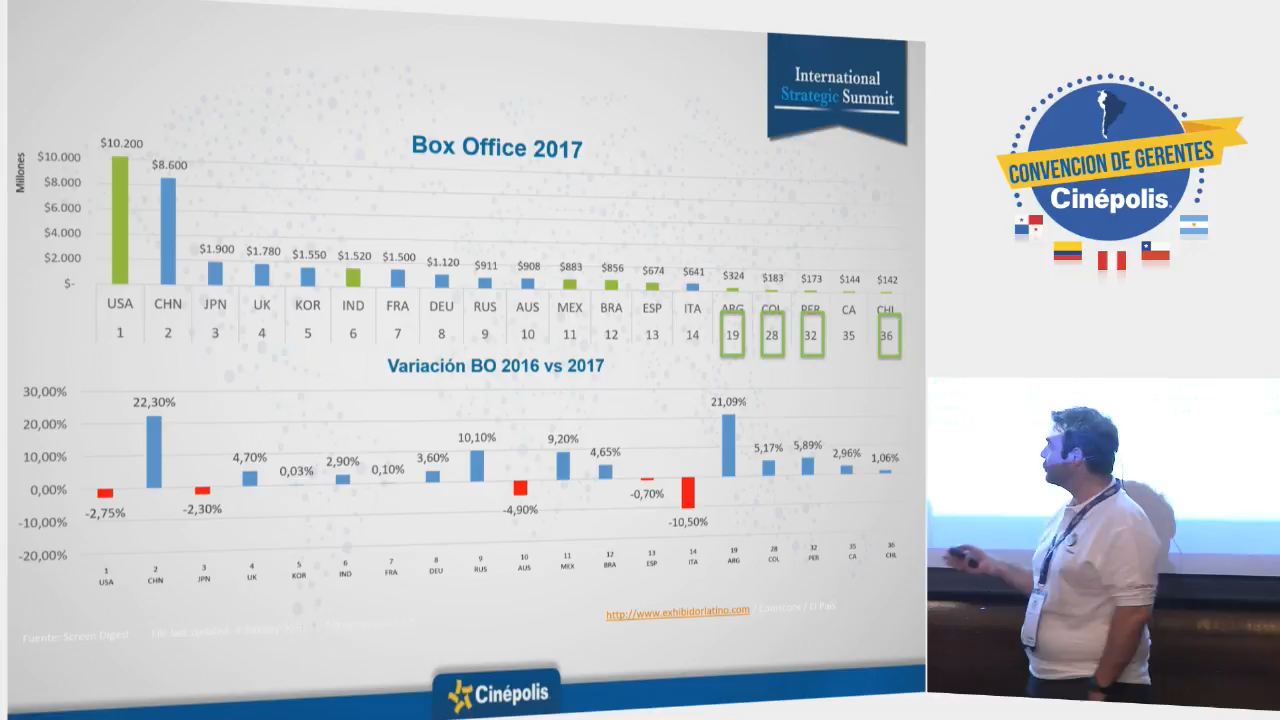 International
Strategic Summit
Box Office 2017
Millones
$10.000
$8.000
$6.000
$4.000
$2.000
$-
$10.200 $8.600 $1.900 $1.780 $1.550 $1.520 $1.500 $1.120 $911 $908 $883 $856 $674 $641 $324 $183 $173 $144 $142
USA CHN JPN UK KOR IND FRA DEU RUS AUS MEX BRA ESP ITA ARG COL PER CA CHL
1 2 3 4 5 6 7 8 9 10 11 12 13 14 19 28 32 35 36
Variación BO 2016 vs 2017
30,00%
20,00%
10,00%
0,00%
-10,00%
-20,00%
-2,75% 22,30% -2,30% 4,70% 0,03% 2,90% 0,10% 3,60% 10,10% -4,90% 9,20% 4,65% -0,70% -10,50% 21,09% 5,17% 5,89% 2,96% 1,06%
1 2 3 4 5 6 7 8 9 10 11 12 13 14 19 28 32 35 36
USA CHN JPN UK KOR IND FRA DEU RUS AUS MEX BRA ESP ITA ARG COL PER CA CHL
http://www.exhibidorlatino.com / Comscore / El País
Fuente: Screen Digest
Cinépolis
CONVENCION DE GERENTES
Cinépolis